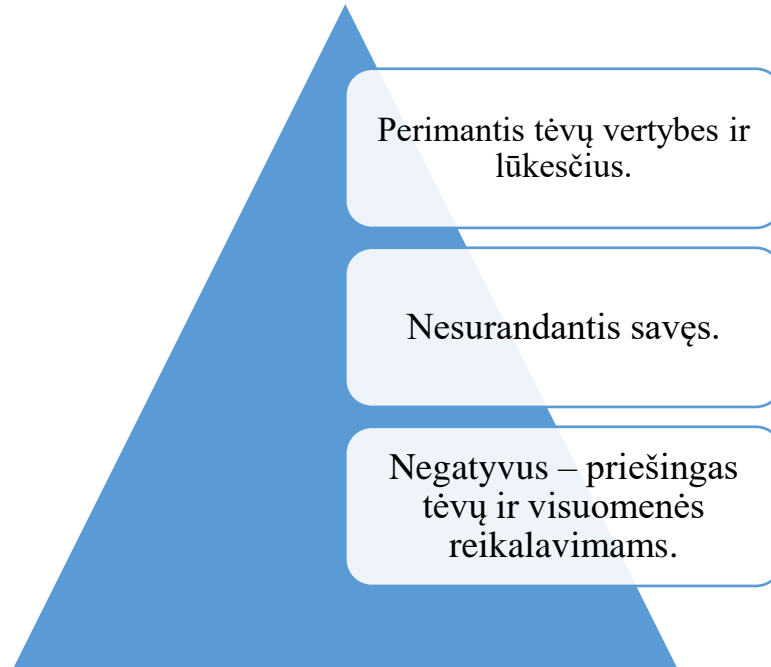 Perimantis tėvų vertybes ir
lūkesčius.
Nesurandantis savęs.
Negatyvus – priešingas
tėvų ir visuomenės
reikalavimams.